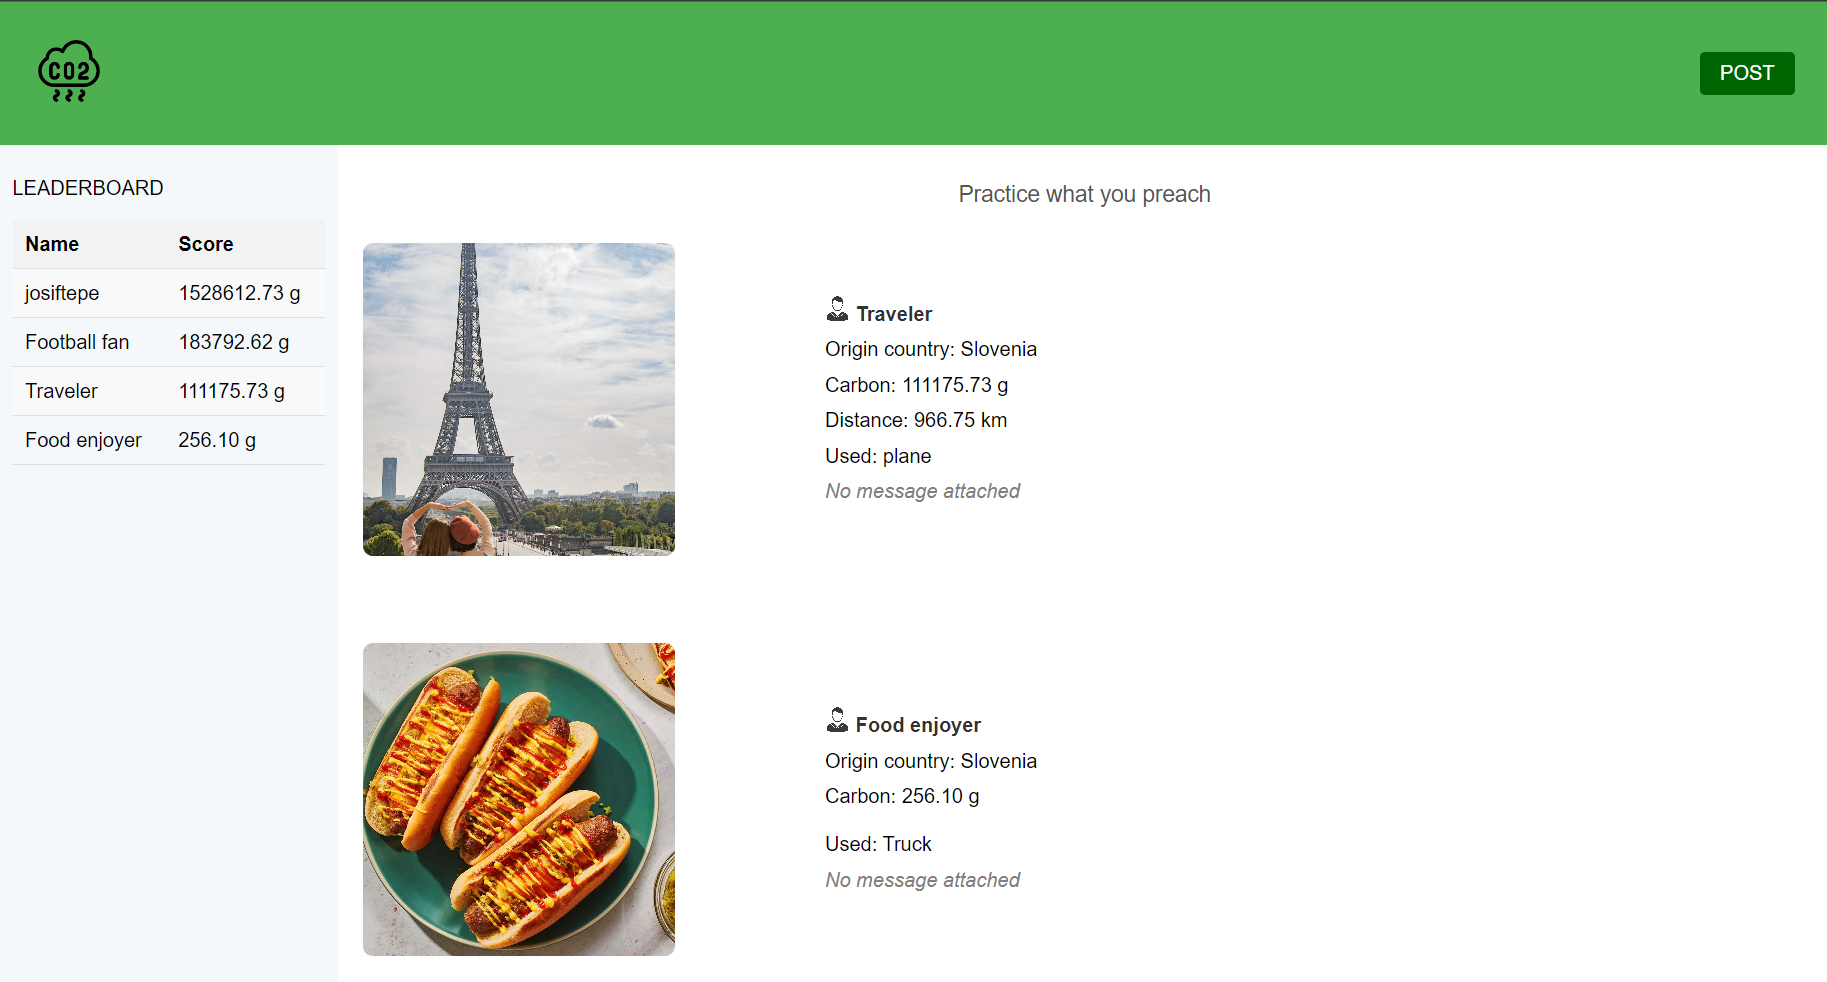 CO2
POST
LEADERBOARD
Name Score
josiftepe 1528612.73 g
Football fan 183792.62 g
Traveler 111175.73 g
Food enjoyer 256.10 g
Practice what you preach
Traveler
Origin country: Slovenia
Carbon: 111175.73 g
Distance: 966.75 km
Used: plane
No message attached
Food enjoyer
Origin country: Slovenia
Carbon: 256.10 g
Used: Truck
No message attached